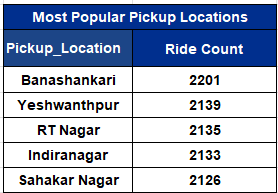 Most Popular Pickup Locations
Pickup_Location Ride Count
Banashankari 2201
Yeshwanthpur 2139
RT Nagar 2135
Indiranagar 2133
Sahakar Nagar 2126